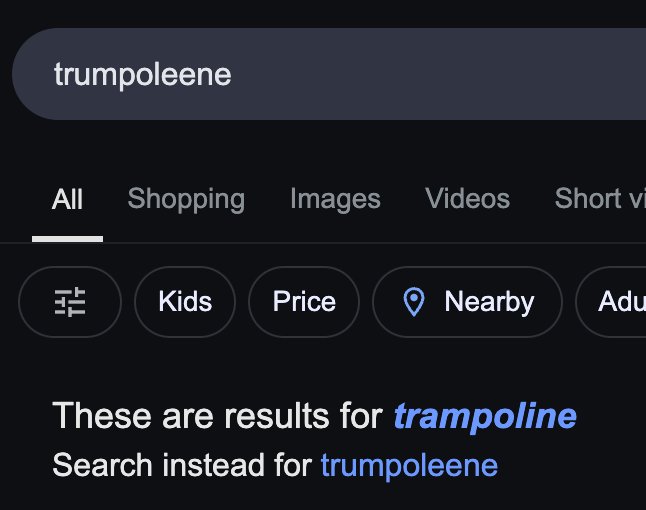 trumpoleene
All Shopping Images Videos Short vi
Kids Price Nearby Adu
These are results for trampoline
Search instead for trumpoleene